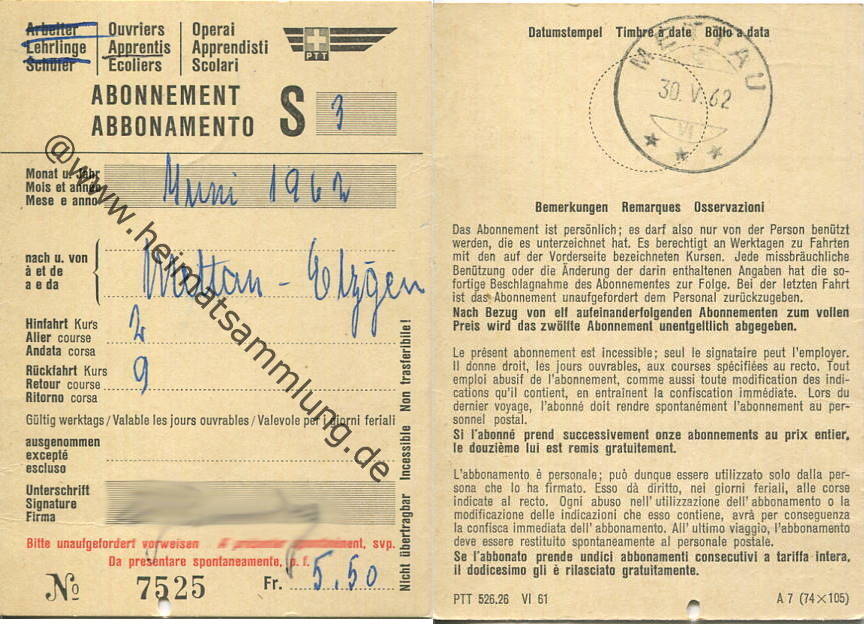 Arbeiter Ouvriers Operai
Lehrlinge Apprentis Apprendisti
Schüler Écoliers Scolari
PTT
ABONNEMENT
ABBONAMENTO S 3
Monat u. Jahr
Mois et année
Mese e anno
Juni 1962
nach u. von
à et de
a e da
Mettau - Etzgen
Hinfahrt Kurs
Aller course
Andata corsa
2
Rückfahrt Kurs
Retour course
Ritorno corsa
9
Gültig werktags / Valable les jours ouvrables / Valevole per i giorni feriali
ausgenommen
excepté
escluso
Unterschrift
Signature
Firma
Bitte unaufgefordert vorweisen svp.
Da presentare spontaneamente, p. f.
No 7525 Fr. 5.50
Nicht übertragbar Incessible Non trasferibile!
@www.heimatsammlung.de
Datumstempel Timbre à date Bollo a data
METTAU
30.V.62
VI
Bemerkungen Remarques Osservazioni
Das Abonnement ist persönlich; es darf also nur von der Person benützt
werden, die es unterzeichnet hat. Es berechtigt an Werktagen zu Fahrten
mit den auf der Vorderseite bezeichneten Kursen. Jede missbräuchliche
Benützung oder die Änderung der darin enthaltenen Angaben hat die so-
fortige Beschlagnahme des Abonnementes zur Folge. Bei der letzten Fahrt
ist das Abonnement unaufgefordert dem Personal zurückzugeben.
Nach Bezug von elf aufeinanderfolgenden Abonnementen zum vollen
Preis wird das zwölfte Abonnement unentgeltlich abgegeben.
Le présent abonnement est incessible; seul le signataire peut l'employer.
Il donne droit, les jours ouvrables, aux courses spécifiées au recto. Tout
emploi abusif de l'abonnement, comme aussi toute modification des indi-
cations qu'il contient, en entraînent la confiscation immédiate. Lors du
dernier voyage, l'abonné doit rendre spontanément l'abonnement au per-
sonnel postal.
Si l'abonné prend successivement onze abonnements au prix entier,
le douzième lui est remis gratuitement.
L'abbonamento è personale; può dunque essere utilizzato solo dalla per-
sona che lo ha firmato. Esso dà diritto, nei giorni feriali, alle corse
indicate al recto. Ogni abuso nell'utilizzazione dell'abbonamento o la
modificazione delle indicazioni che esso contiene, avrà per conseguenza
la confisca immediata dell'abbonamento. All'ultimo viaggio, l'abbonamento
deve essere restituito spontaneamente al personale postale.
Se l'abbonato prende undici abbonamenti consecutivi a tariffa intera,
il dodicesimo gli è rilasciato gratuitamente.
PTT 526.26 VI 61 A 7 (74×105)